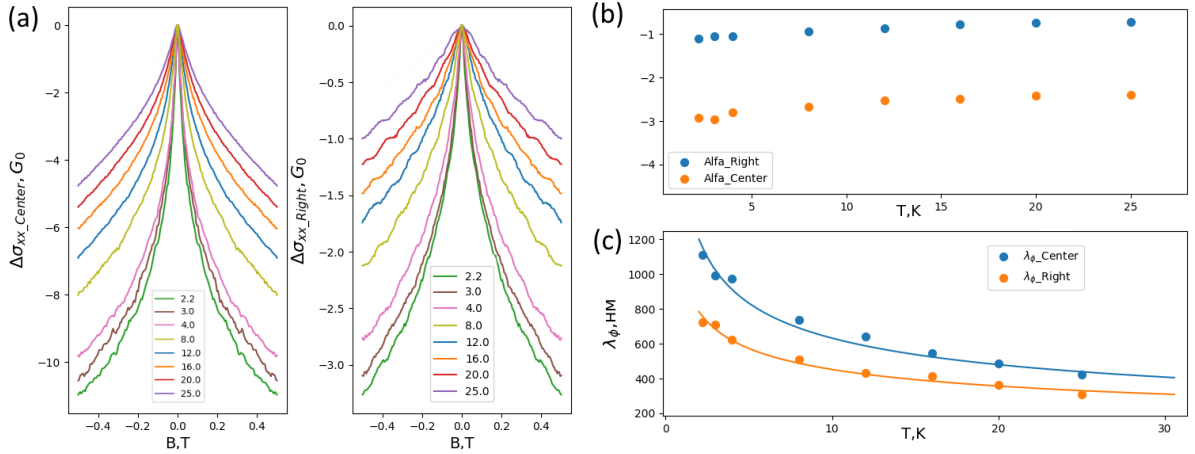 (a)
0
−2
−4
−6
−8
−10
Δσxx_Center, G0
2.2
3.0
4.0
8.0
12.0
16.0
20.0
25.0
−0.4 −0.2 0.0 0.2 0.4
B,T
0.0
−0.5
−1.0
−1.5
−2.0
−2.5
−3.0
Δσxx_Right, G0
2.2
3.0
4.0
8.0
12.0
16.0
20.0
25.0
−0.4 −0.2 0.0 0.2 0.4
B,T
(b)
−1
−2
−3
−4
Alfa_Right
Alfa_Center
5 10 15 20 25
T,K
(c)
1200
1000
800
600
400
200
λϕ,НМ
λϕ_Center
λϕ_Right
0 10 20 30
T,K